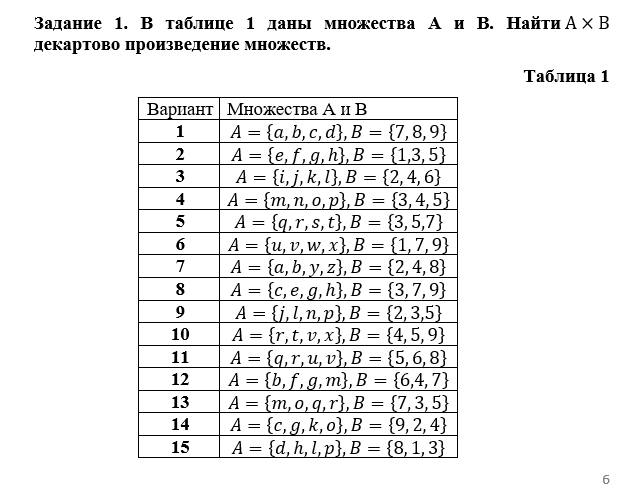 Задание 1. В таблице 1 даны множества А и В. Найти A × B
декартово произведение множеств.
Таблица 1
Вариант Множества А и В
1 A = {a, b, c, d}, B = {7, 8, 9}
2 A = {e, f, g, h}, B = {1,3, 5}
3 A = {i, j, k, l}, B = {2, 4, 6}
4 A = {m, n, o, p}, B = {3, 4, 5}
5 A = {q, r, s, t}, B = {3, 5,7}
6 A = {u, v, w, x}, B = {1, 7, 9}
7 A = {a, b, y, z}, B = {2, 4, 8}
8 A = {c, e, g, h}, B = {3, 7, 9}
9 A = {j, l, n, p}, B = {2, 3,5}
10 A = {r, t, v, x}, B = {4, 5, 9}
11 A = {q, r, u, v}, B = {5, 6, 8}
12 A = {b, f, g, m}, B = {6,4, 7}
13 A = {m, o, q, r}, B = {7, 3, 5}
14 A = {c, g, k, o}, B = {9, 2, 4}
15 A = {d, h, l, p}, B = {8, 1, 3}
6